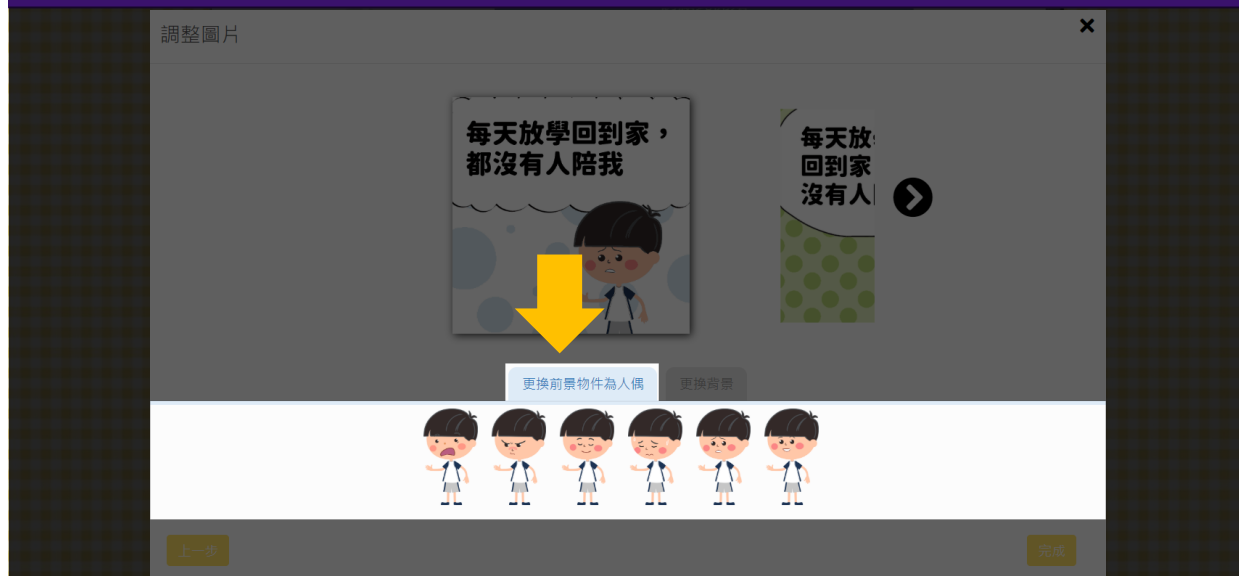 調整圖片
每天放學回到家，
都沒有人陪我
每天放
回到家
沒有人
更換前景物件為人偶
更換背景
上一步
完成